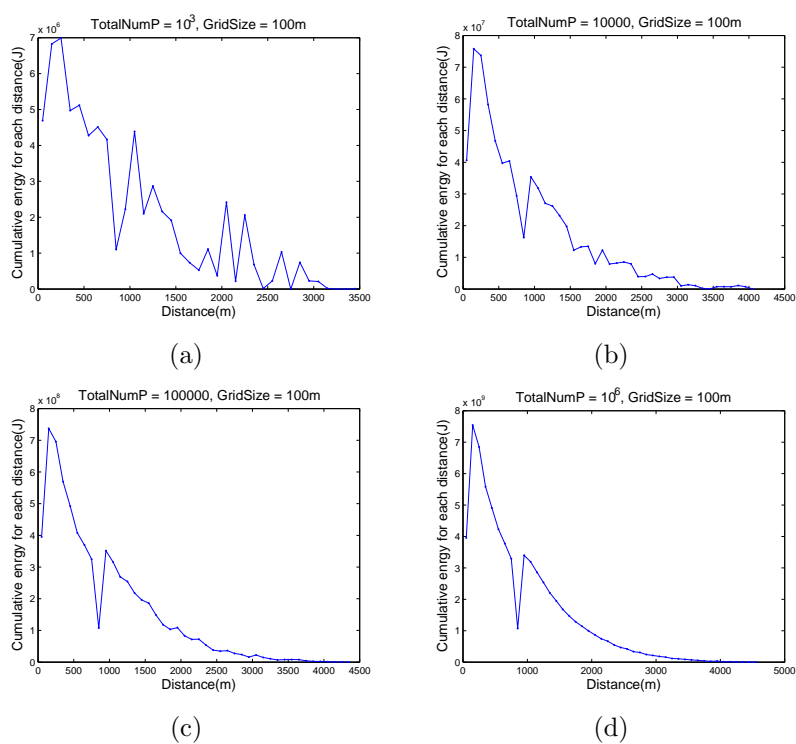 TotalNumP = 10^3, GridSize = 100m
x 10^6
7
6
5
4
3
2
1
0
Cumulative enrgy for each distance(J)
0 500 1000 1500 2000 2500 3000 3500
Distance(m)
(a)
TotalNumP = 10000, GridSize = 100m
x 10^7
8
7
6
5
4
3
2
1
0
Cumulative enrgy for each distance(J)
0 500 1000 1500 2000 2500 3000 3500 4000 4500
Distance(m)
(b)
TotalNumP = 100000, GridSize = 100m
x 10^8
8
7
6
5
4
3
2
1
0
Cumulative enrgy for each distance(J)
0 500 1000 1500 2000 2500 3000 3500 4000 4500
Distance(m)
(c)
TotalNumP = 10^6, GridSize = 100m
x 10^9
8
7
6
5
4
3
2
1
0
Cumulative enrgy for each distance(J)
0 1000 2000 3000 4000 5000
Distance(m)
(d)